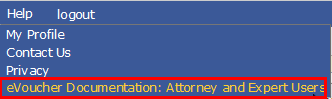 Help logout
My Profile
Contact Us
Privacy
eVoucher Documentation: Attorney and Expert Users